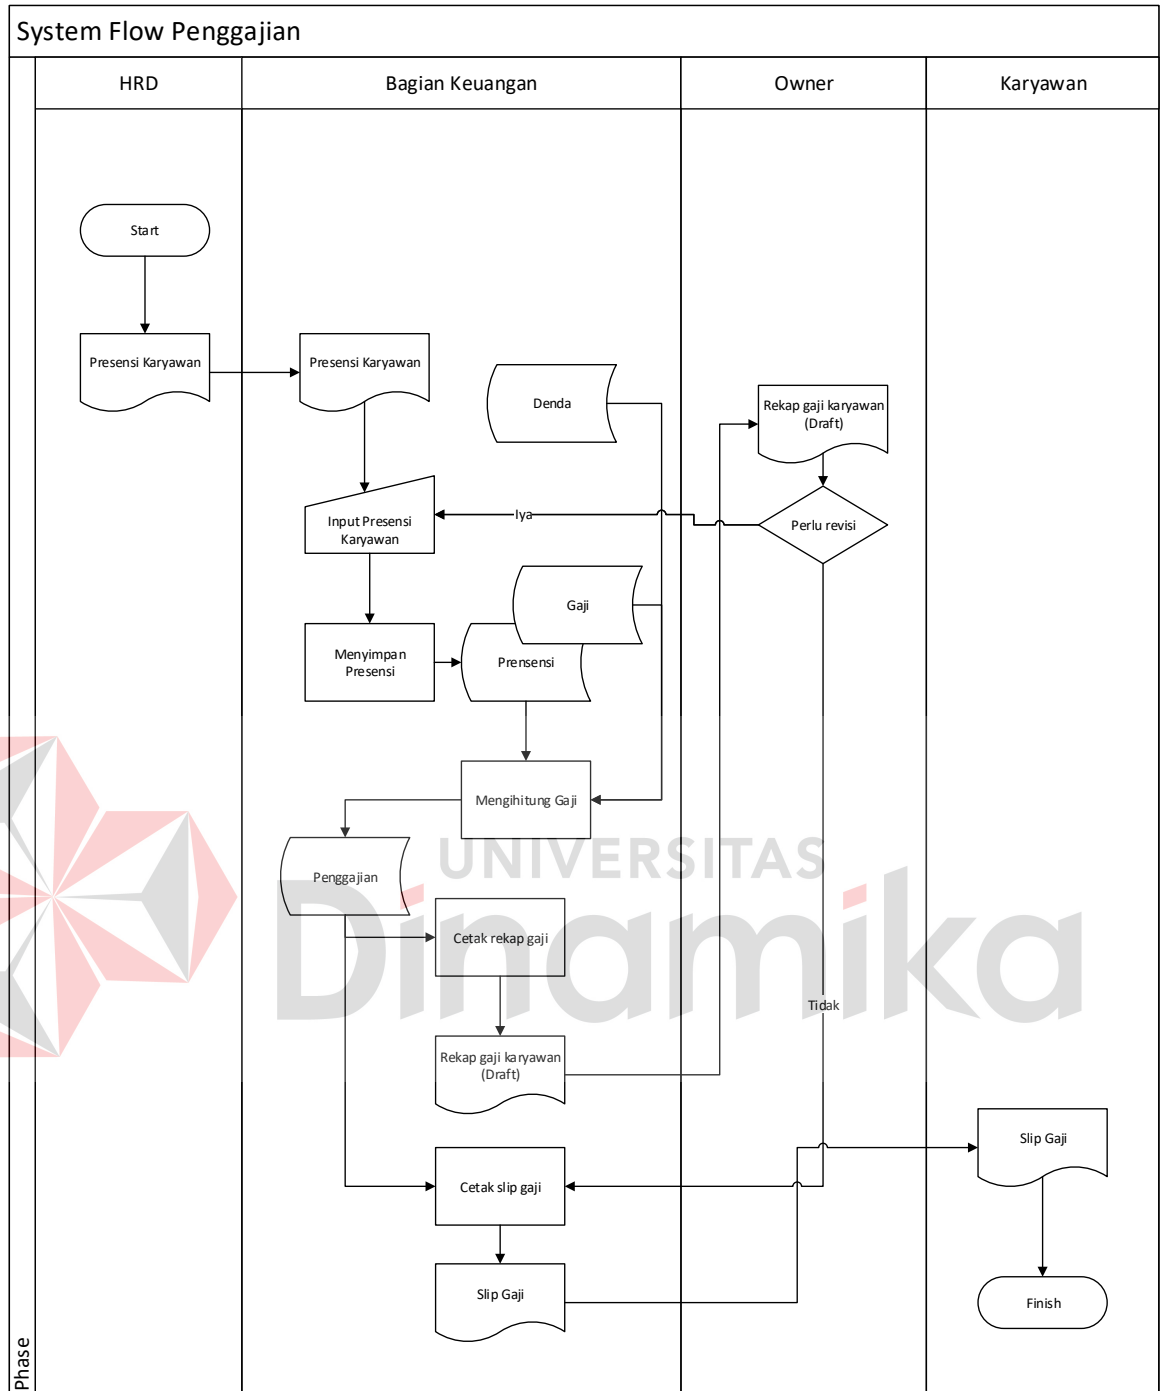 System Flow Penggajian
HRD
Bagian Keuangan
Owner
Karyawan
Start
Presensi Karyawan
Presensi Karyawan
Denda
Rekap gaji karyawan
(Draft)
Input Presensi
Karyawan
Iya
Perlu revisi
Gaji
Menyimpan
Presensi
Prensensi
Mengihitung Gaji
UNIVERSITAS
Dinamika
Penggajian
Cetak rekap gaji
Tidak
Rekap gaji karyawan
(Draft)
Slip Gaji
Cetak slip gaji
Slip Gaji
Finish
Phase